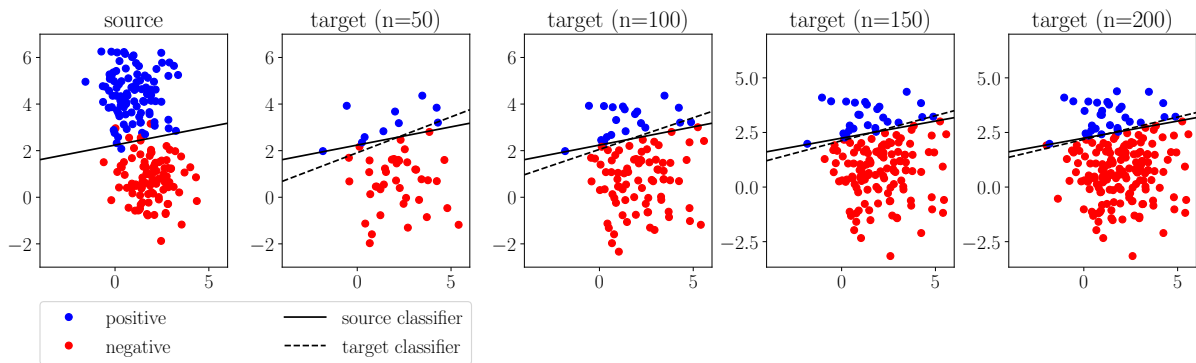 source target (n=50) target (n=100) target (n=150) target (n=200)
6 6 6 5.0 5.0
4 4 4 2.5 2.5
2 2 2 0.0 0.0
0 0 0
−2 −2 −2 −2.5 −2.5
0 5 0 5 0 5 0 5 0 5
positive source classifier
negative target classifier